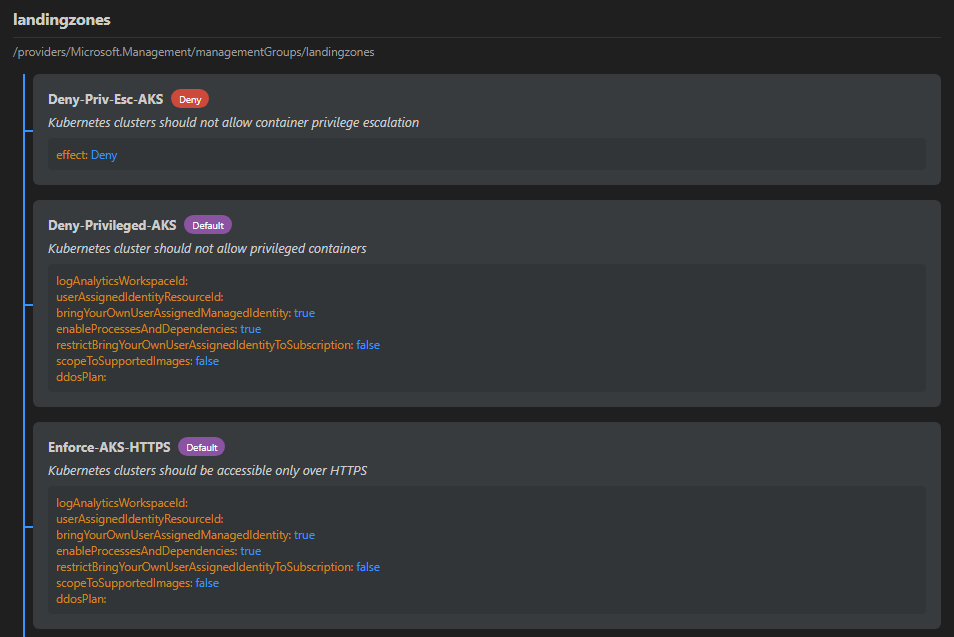 landingzones
/providers/Microsoft.Management/managementGroups/landingzones
Deny-Priv-Esc-AKS Deny
Kubernetes clusters should not allow container privilege escalation
effect: Deny
Deny-Privileged-AKS Default
Kubernetes cluster should not allow privileged containers
logAnalyticsWorkspaceId:
userAssignedIdentityResourceId:
bringYourOwnUserAssignedManagedIdentity: true
enableProcessesAndDependencies: true
restrictBringYourOwnUserAssignedIdentityToSubscription: false
scopeToSupportedImages: false
ddosPlan:
Enforce-AKS-HTTPS Default
Kubernetes clusters should be accessible only over HTTPS
logAnalyticsWorkspaceId:
userAssignedIdentityResourceId:
bringYourOwnUserAssignedManagedIdentity: true
enableProcessesAndDependencies: true
restrictBringYourOwnUserAssignedIdentityToSubscription: false
scopeToSupportedImages: false
ddosPlan: